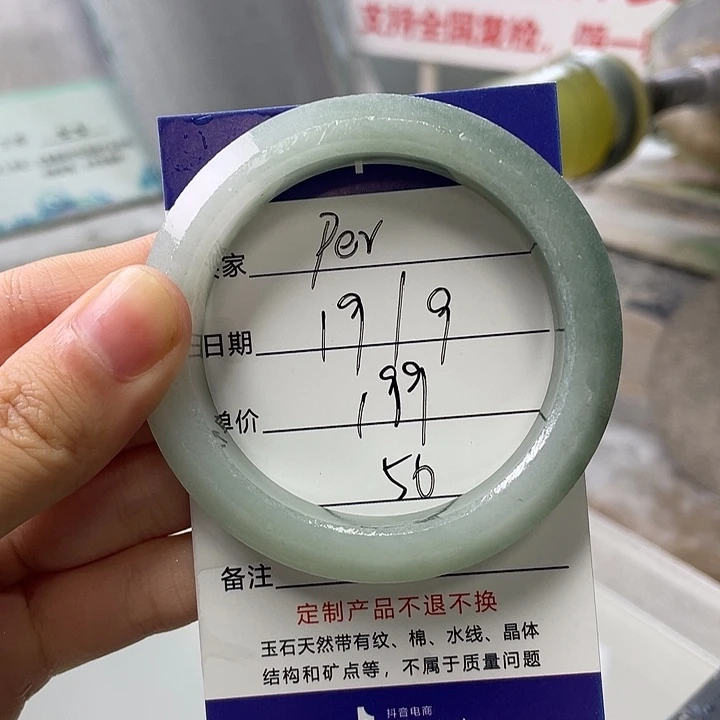 支持全国复检
家 Per
日期 19/9
单价 199
56
备注
定制产品不退不换
玉石天然带有纹、棉、水线、晶体
结构和矿点等，不属于质量问题
抖音电商